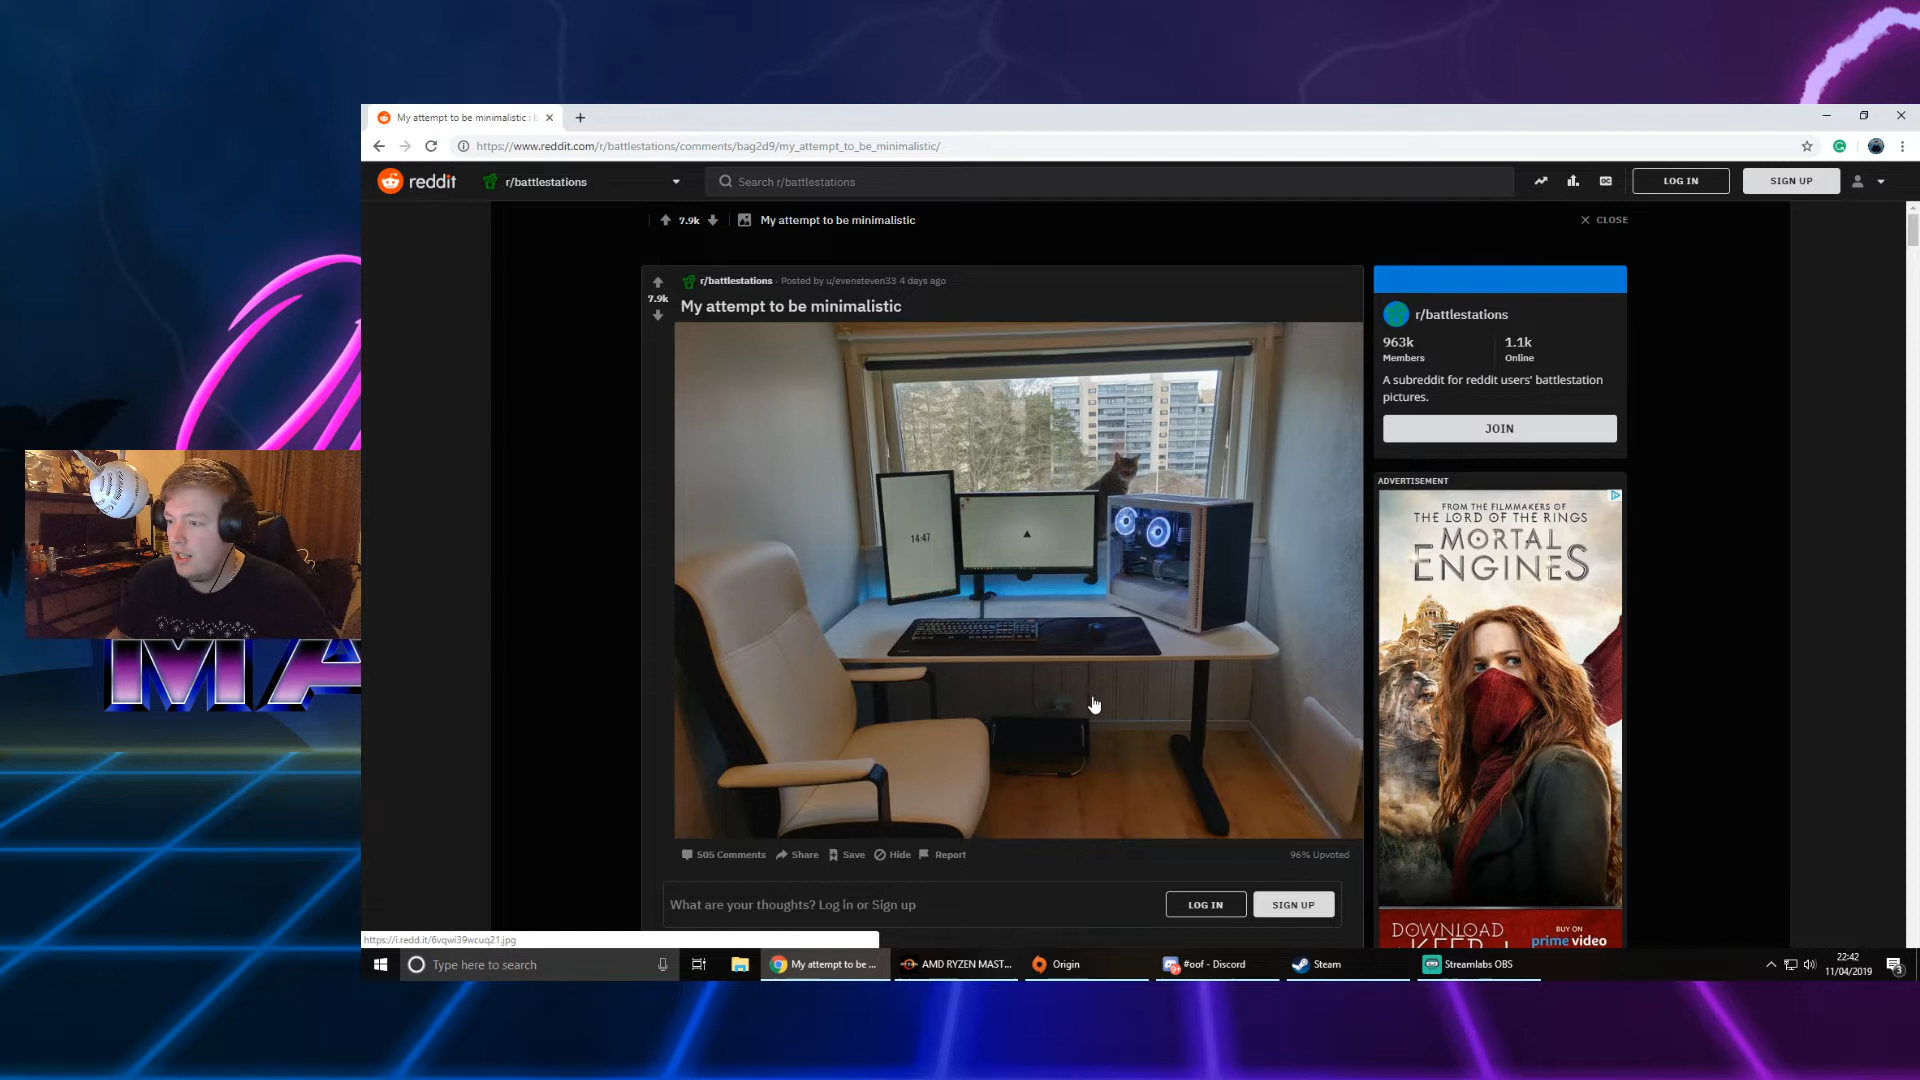 My attempt to be minimalistic : b
https://www.reddit.com/r/battlestations/comments/bag2d9/my_attempt_to_be_minimalistic/
reddit r/battlestations Search r/battlestations LOG IN SIGN UP
7.9k My attempt to be minimalistic CLOSE
r/battlestations · Posted by u/evensteven33 4 days ago
7.9k
My attempt to be minimalistic
14:47
505 Comments Share Save Hide Report 96% Upvoted
What are your thoughts? Log in or Sign up LOG IN SIGN UP
r/battlestations
963k 1.1k
Members Online
A subreddit for reddit users' battlestation
pictures.
JOIN
ADVERTISEMENT
FROM THE FILMMAKERS OF
THE LORD OF THE RINGS
MORTAL
ENGINES
DOWNLOAD
BUY ON
prime video
https://i.redd.it/6vqwi39wcuq21.jpg
Type here to search My attempt to be ... AMD RYZEN MAST... Origin #oof - Discord Steam Streamlabs OBS
22:42
11/04/2019
3
MA